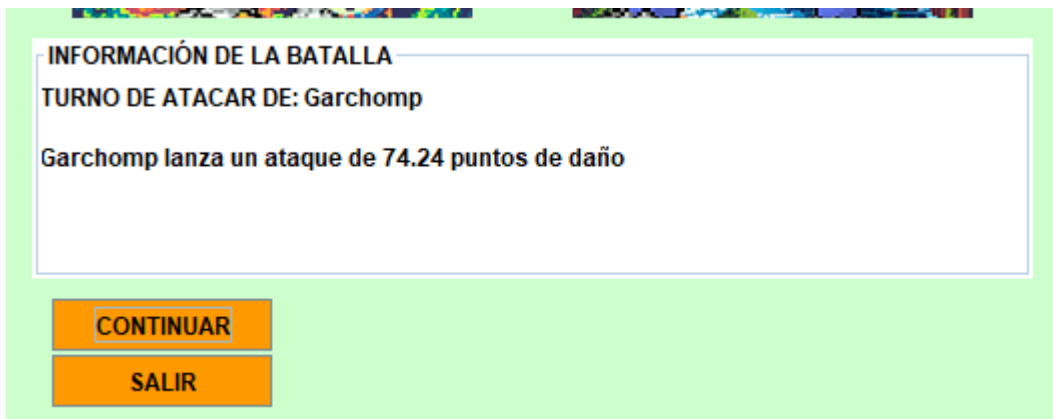 INFORMACIÓN DE LA BATALLA
TURNO DE ATACAR DE: Garchomp
Garchomp lanza un ataque de 74.24 puntos de daño
CONTINUAR
SALIR